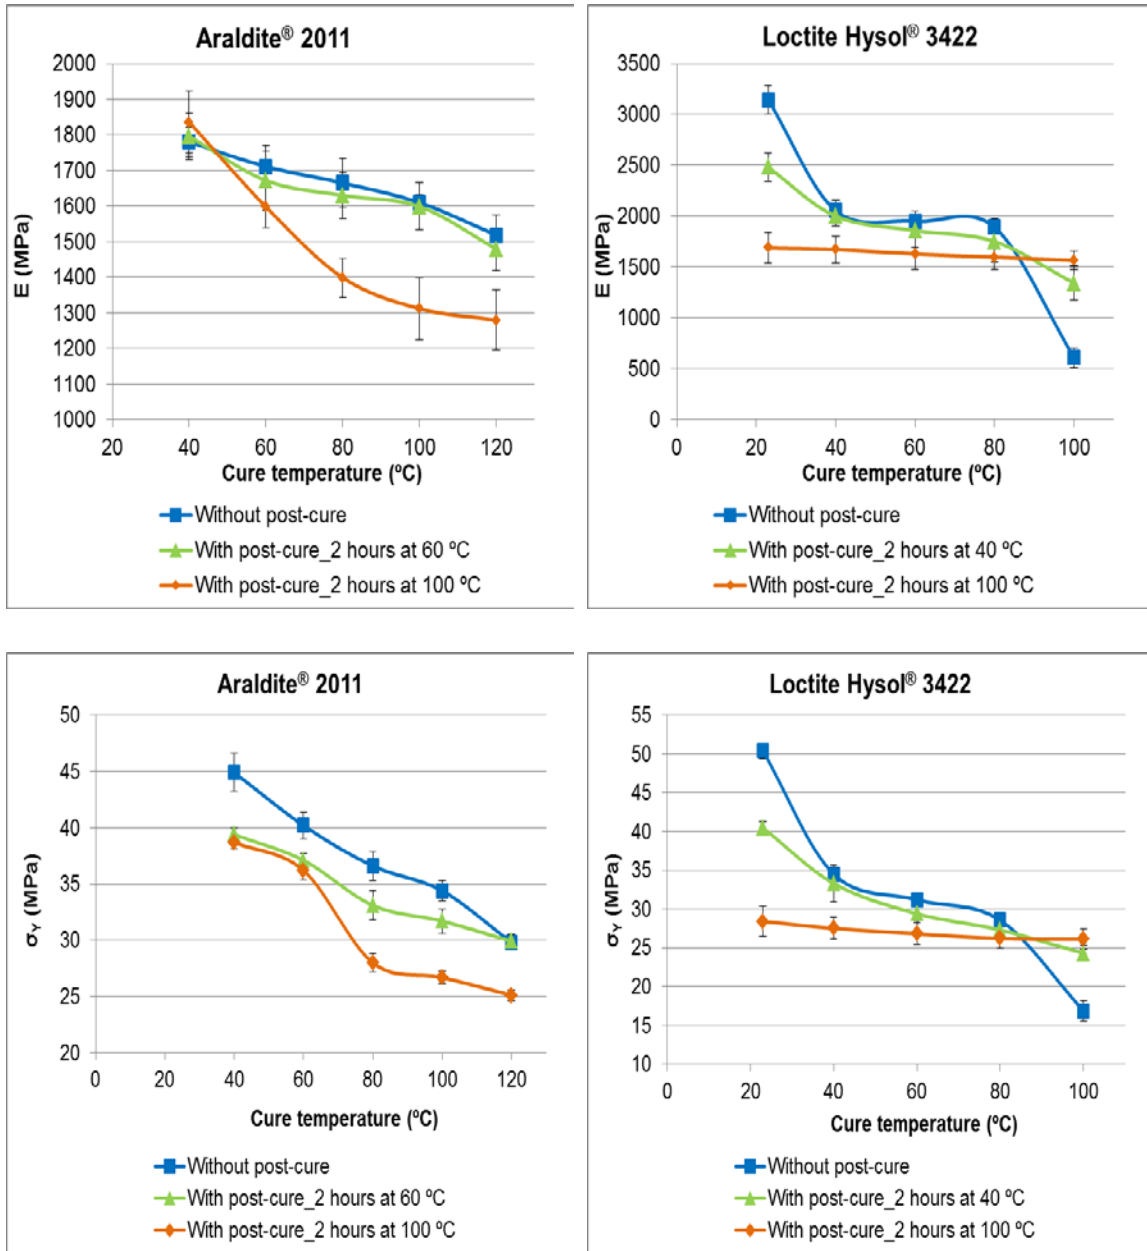 Araldite® 2011
E (MPa)
2000
1900
1800
1700
1600
1500
1400
1300
1200
1100
1000
20 40 60 80 100 120
Cure temperature (ºC)
Without post-cure
With post-cure_2 hours at 60 ºC
With post-cure_2 hours at 100 ºC
Loctite Hysol® 3422
E (MPa)
3500
3000
2500
2000
1500
1000
500
0
0 20 40 60 80 100
Cure temperature (ºC)
Without post-cure
With post-cure_2 hours at 40 ºC
With post-cure_2 hours at 100 ºC
Araldite® 2011
σY (MPa)
50
45
40
35
30
25
20
0 20 40 60 80 100 120
Cure temperature (ºC)
Without post-cure
With post-cure_2 hours at 60 ºC
With post-cure_2 hours at 100 ºC
Loctite Hysol® 3422
σY (MPa)
55
50
45
40
35
30
25
20
15
10
0 20 40 60 80 100
Cure temperature (ºC)
Without post-cure
With post-cure_2 hours at 40 ºC
With post-cure_2 hours at 100 ºC